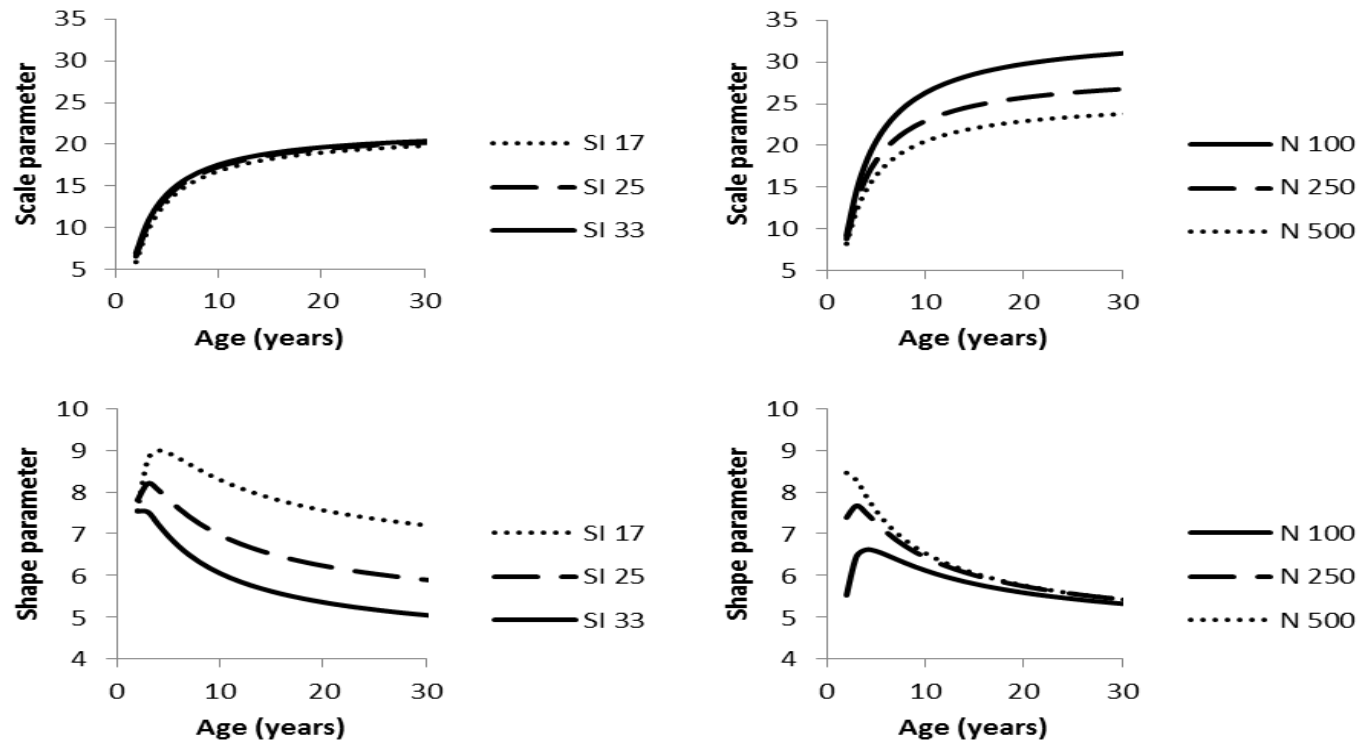 Scale parameter
35
30
25
20
15
10
5
0 10 20 30
Age (years)
SI 17
SI 25
SI 33
Scale parameter
35
30
25
20
15
10
5
0 10 20 30
Age (years)
N 100
N 250
N 500
Shape parameter
10
9
8
7
6
5
4
0 10 20 30
Age (years)
SI 17
SI 25
SI 33
Shape parameter
10
9
8
7
6
5
4
0 10 20 30
Age (years)
N 100
N 250
N 500